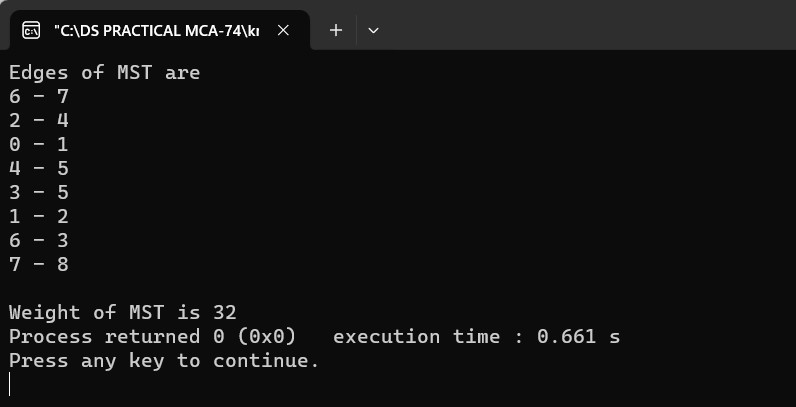 "C:\DS PRACTICAL MCA-74\kr
Edges of MST are
6 - 7
2 - 4
0 - 1
4 - 5
3 - 5
1 - 2
6 - 3
7 - 8
Weight of MST is 32
Process returned 0 (0x0)   execution time : 0.661 s
Press any key to continue.